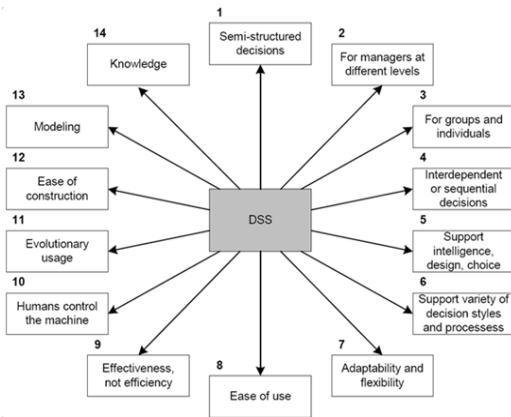 1
Semi-structured
decisions
2
For managers at
different levels
3
For groups and
individuals
4
Interdependent
or sequential
decisions
5
Support
intelligence,
design, choice
6
Support variety of
decision styles
and processess
7
Adaptability and
flexibility
8
Ease of use
9
Effectiveness,
not efficiency
10
Humans control
the machine
11
Evolutionary
usage
12
Ease of
construction
13
Modeling
14
Knowledge
DSS